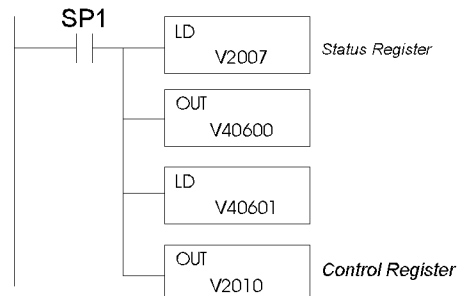 SP1
LD
V2007
Status Register
OUT
V40600
LD
V40601
OUT
V2010
Control Register